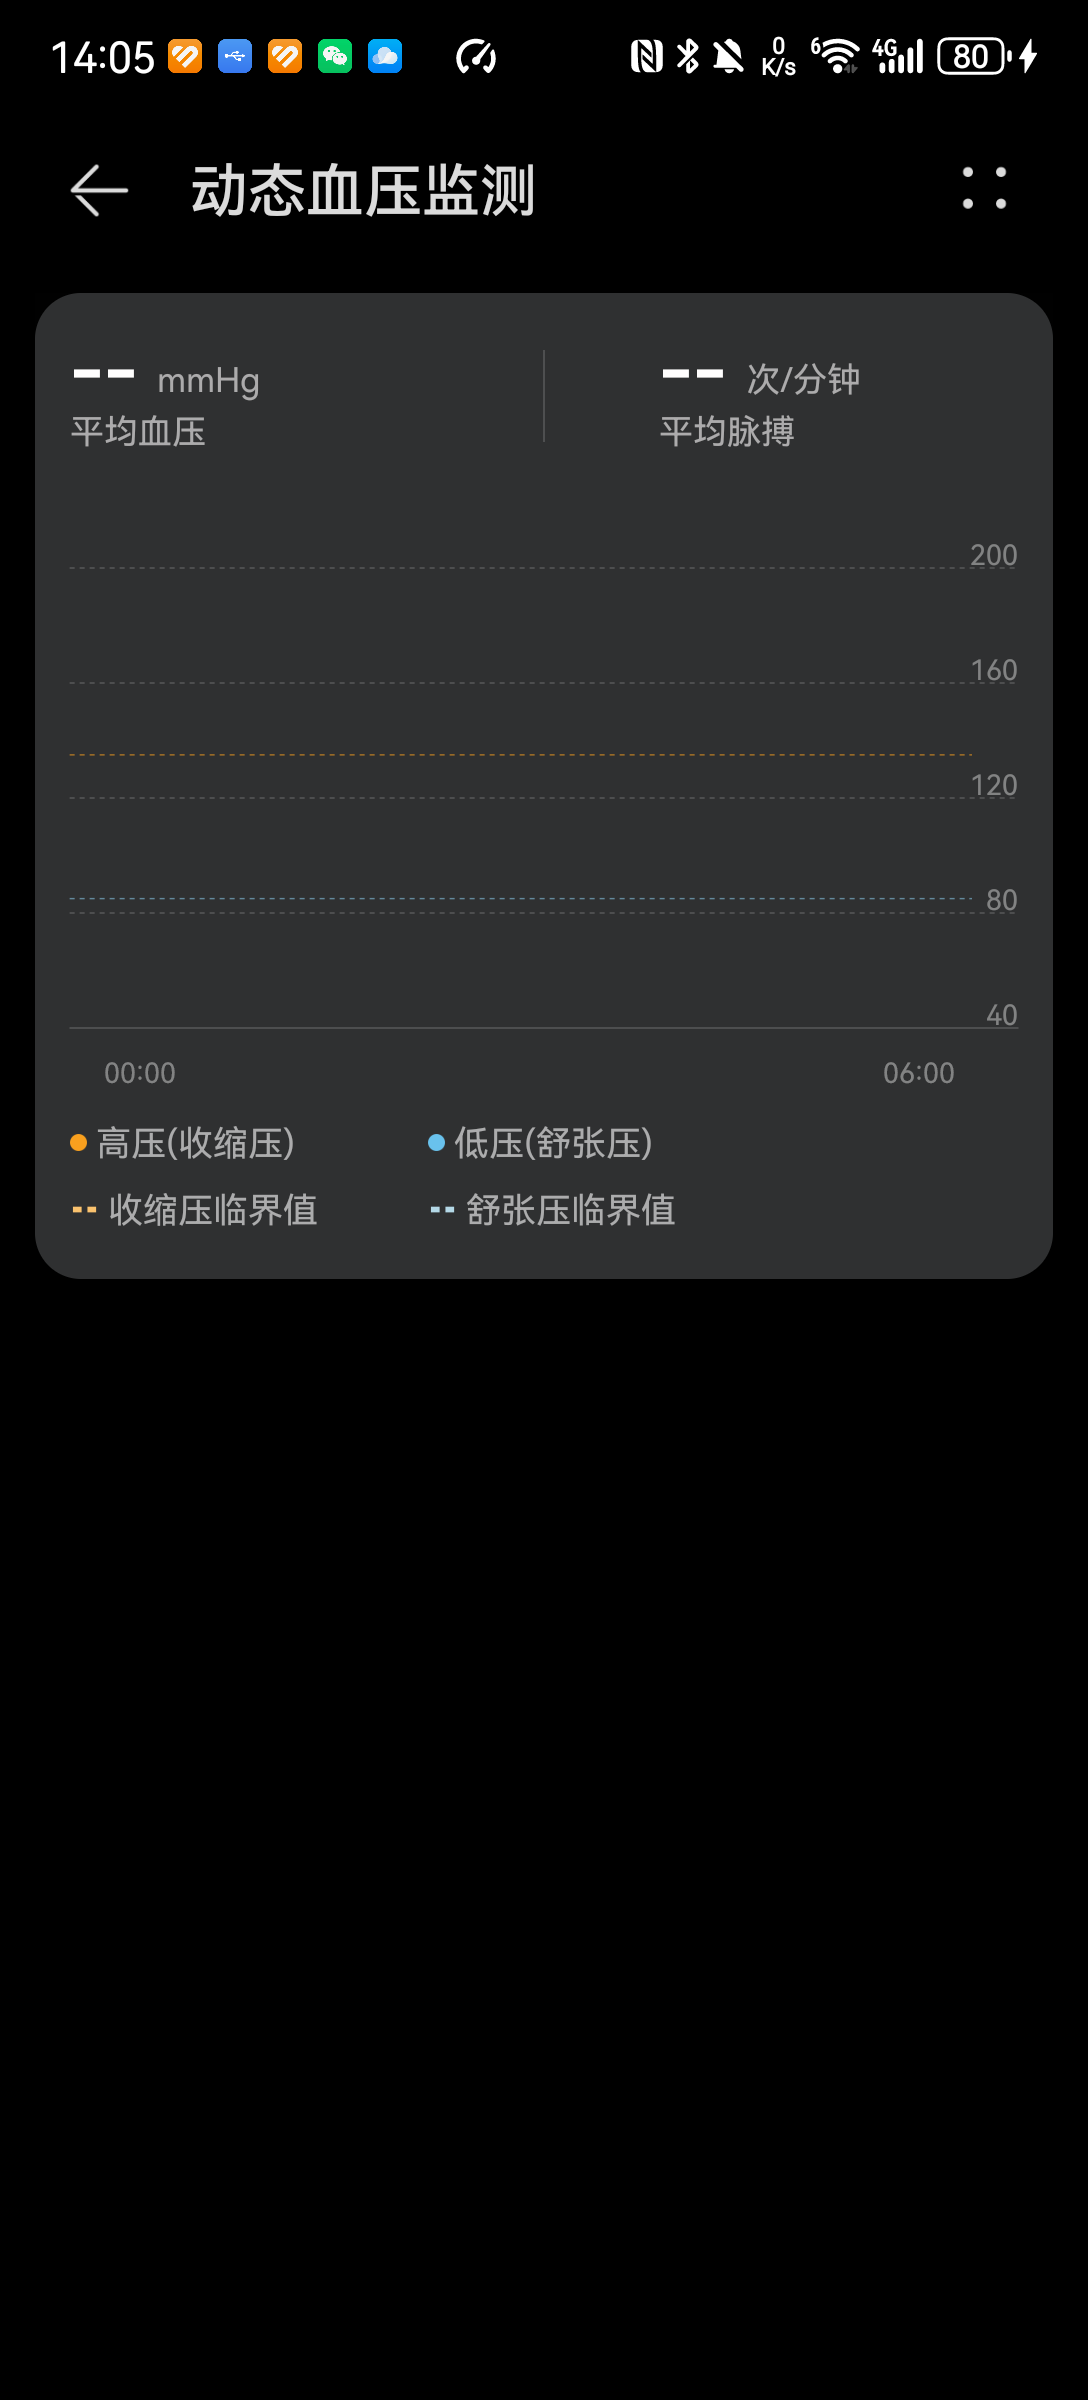 14:05
0 K/s
6
4G
80
动态血压监测
-- mmHg
平均血压
-- 次/分钟
平均脉搏
200
160
120
80
40
00:00
06:00
高压(收缩压)
低压(舒张压)
收缩压临界值
舒张压临界值